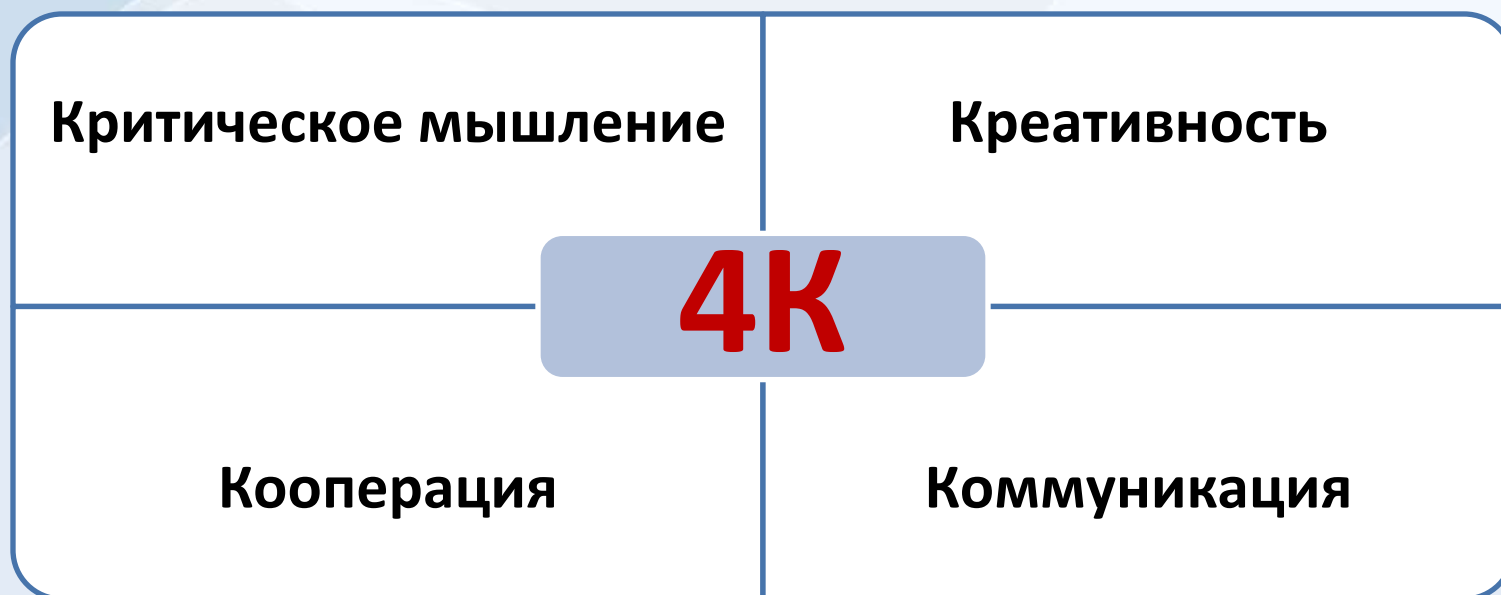 Критическое мышление
Креативность
4К
Кооперация
Коммуникация